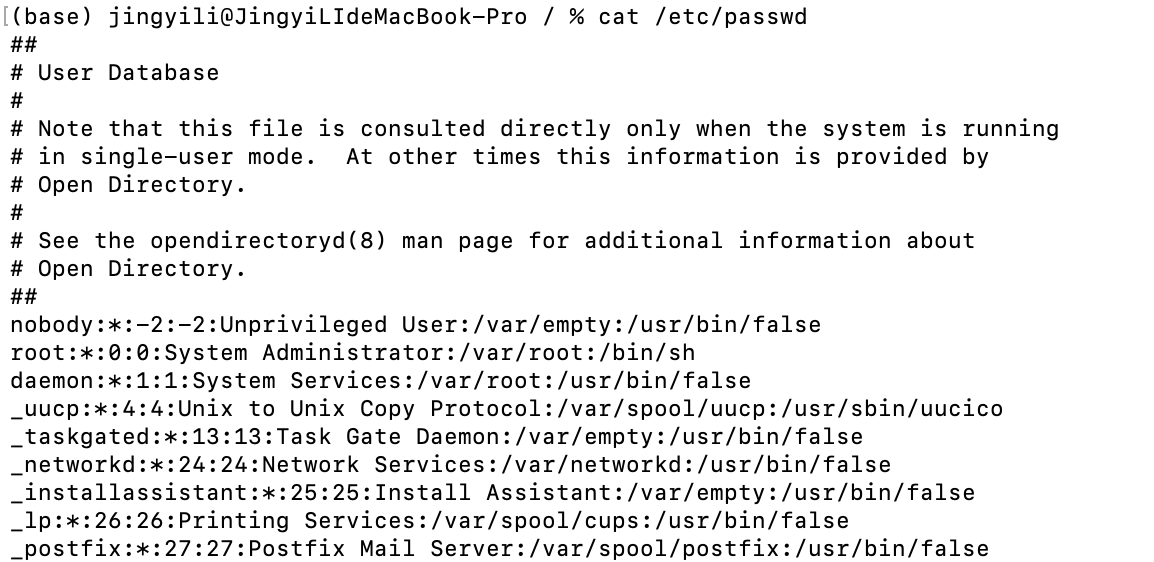 [(base) jingyili@JingyiLIdeMacBook-Pro / % cat /etc/passwd
##
# User Database
#
# Note that this file is consulted directly only when the system is running
# in single-user mode.  At other times this information is provided by
# Open Directory.
#
# See the opendirectoryd(8) man page for additional information about
# Open Directory.
##
nobody:*:-2:-2:Unprivileged User:/var/empty:/usr/bin/false
root:*:0:0:System Administrator:/var/root:/bin/sh
daemon:*:1:1:System Services:/var/root:/usr/bin/false
_uucp:*:4:4:Unix to Unix Copy Protocol:/var/spool/uucp:/usr/sbin/uucico
_taskgated:*:13:13:Task Gate Daemon:/var/empty:/usr/bin/false
_networkd:*:24:24:Network Services:/var/networkd:/usr/bin/false
_installassistant:*:25:25:Install Assistant:/var/empty:/usr/bin/false
_lp:*:26:26:Printing Services:/var/spool/cups:/usr/bin/false
_postfix:*:27:27:Postfix Mail Server:/var/spool/postfix:/usr/bin/false